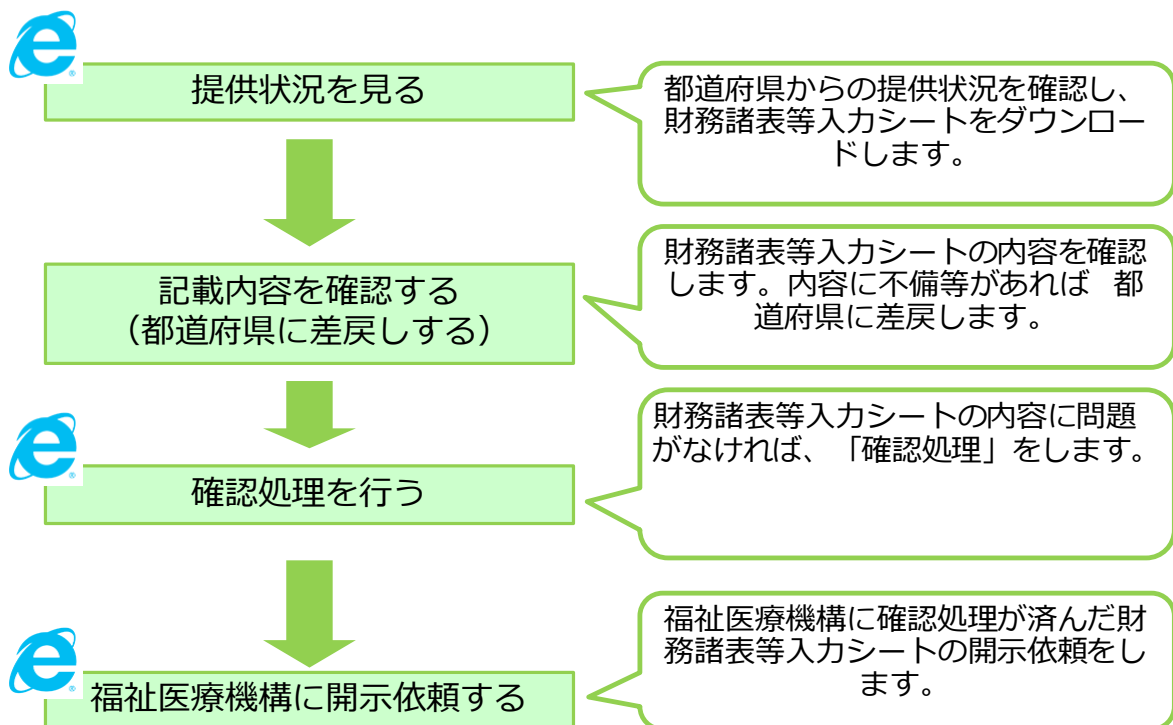 提供状況を見る
都道府県からの提供状況を確認し、
財務諸表等入力シートをダウンロー
ドします。
記載内容を確認する
（都道府県に差戻しする）
財務諸表等入力シートの内容を確認
します。内容に不備等があれば 都
道府県に差戻します。
確認処理を行う
財務諸表等入力シートの内容に問題
がなければ、「確認処理」をします。
福祉医療機構に開示依頼する
福祉医療機構に確認処理が済んだ財
務諸表等入力シートの開示依頼をし
ます。